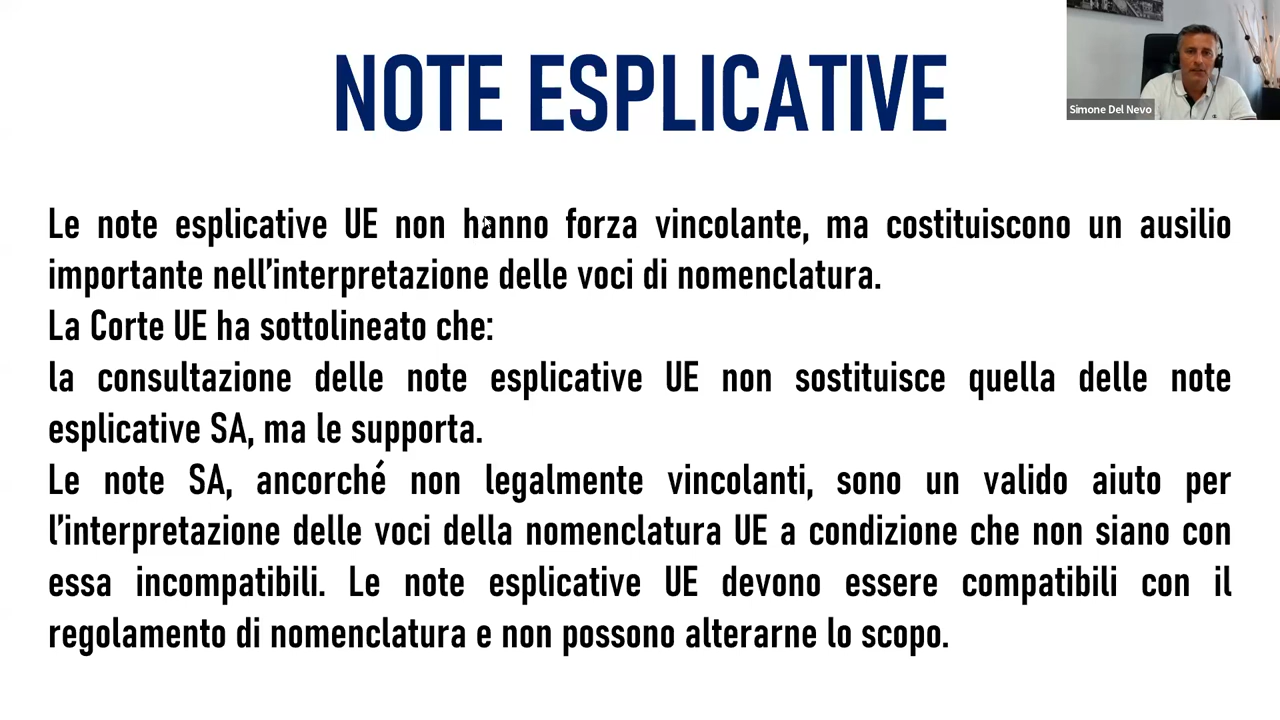 NOTE ESPLICATIVE
Simone Del Nevo
Le note esplicative UE non hanno forza vincolante, ma costituiscono un ausilio
importante nell'interpretazione delle voci di nomenclatura.
La Corte UE ha sottolineato che:
la consultazione delle note esplicative UE non sostituisce quella delle note
esplicative SA, ma le supporta.
Le note SA, ancorché non legalmente vincolanti, sono un valido aiuto per
l'interpretazione delle voci della nomenclatura UE a condizione che non siano con
essa incompatibili. Le note esplicative UE devono essere compatibili con il
regolamento di nomenclatura e non possono alterarne lo scopo.